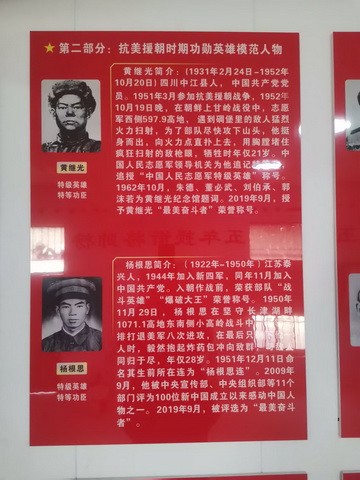 ★ 第二部分：抗美援朝时期功勋英雄模范人物
黄继光简介：（1931年2月24日-1952年
10月20日）四川中江县人，中国共产党党
员。1951年3月参加抗美援朝战争，1952年
10月19日晚，在朝鲜上甘岭战役中，志愿
军西侧597.9高地，遇到碉堡里的敌人猛烈
火力扫射，为了部队尽快攻下山头，他挺
身而出，向火力点直扑上去，用胸膛堵住
疯狂扫射的敌枪眼，牺牲时年仅21岁。中
国人民志愿军领导机关为他追记
追授“中国人民志愿军特级英雄”称号。
1962年10月，朱德、董必武、刘伯承、郭
沫若为黄继光纪念馆题词。2019年9月，授
予黄继光“最美奋斗者”荣誉称号。
黄继光
特级英雄
特等功臣
杨根思简介：（1922年-1950年）江苏泰
兴人，1944年加入新四军，同年11月加入
中国共产党。入朝作战前，荣获部队“战
斗英雄”“爆破大王”荣誉称号。1950年
11月29日，杨根思在坚守长津湖畔
1071.1高地东南侧小高岭战斗中
排打退美军八次进攻，在最后只
人时，毅然抱起炸药包冲向敌群
同归于尽，年仅28岁。1951年12月11日命
名其生前所在连为“杨根思连”。2009年
9月，他被中央宣传部、中央组织部等11个
部门评为100位新中国成立以来感动中国人
物之一。2019年9月，被评选为“最美奋斗
者”。
杨根思
特级英雄
特等功臣